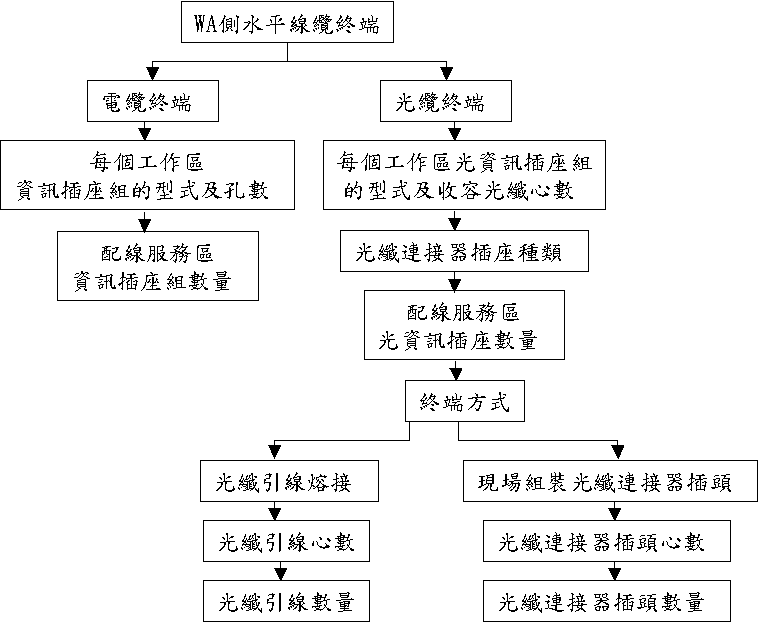 WA側水平線纜終端
電纜終端
光纜終端
每個工作區
資訊插座組的型式及孔數
每個工作區光資訊插座組
的型式及收容光纖心數
配線服務區
資訊插座組數量
光纖連接器插座種類
配線服務區
光資訊插座數量
終端方式
光纖引線熔接
現場組裝光纖連接器插頭
光纖引線心數
光纖連接器插頭心數
光纖引線數量
光纖連接器插頭數量